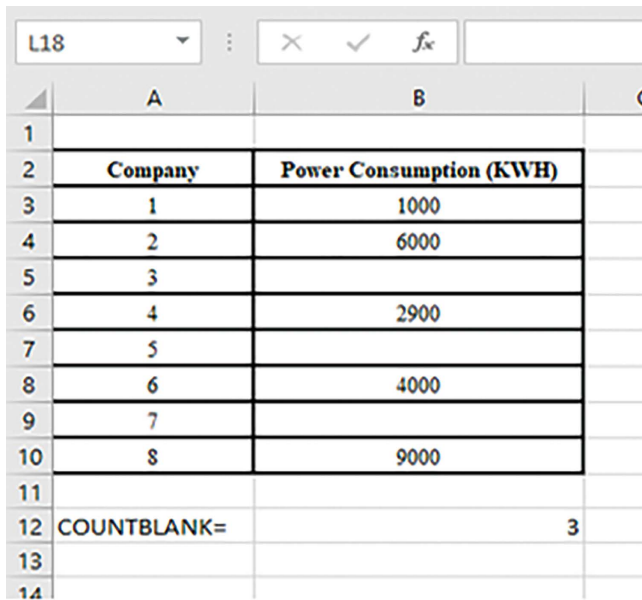 L18 fx
A B
1
2 Company Power Consumption (KWH)
3 1 1000
4 2 6000
5 3
6 4 2900
7 5
8 6 4000
9 7
10 8 9000
11
12 COUNTBLANK= 3
13
14